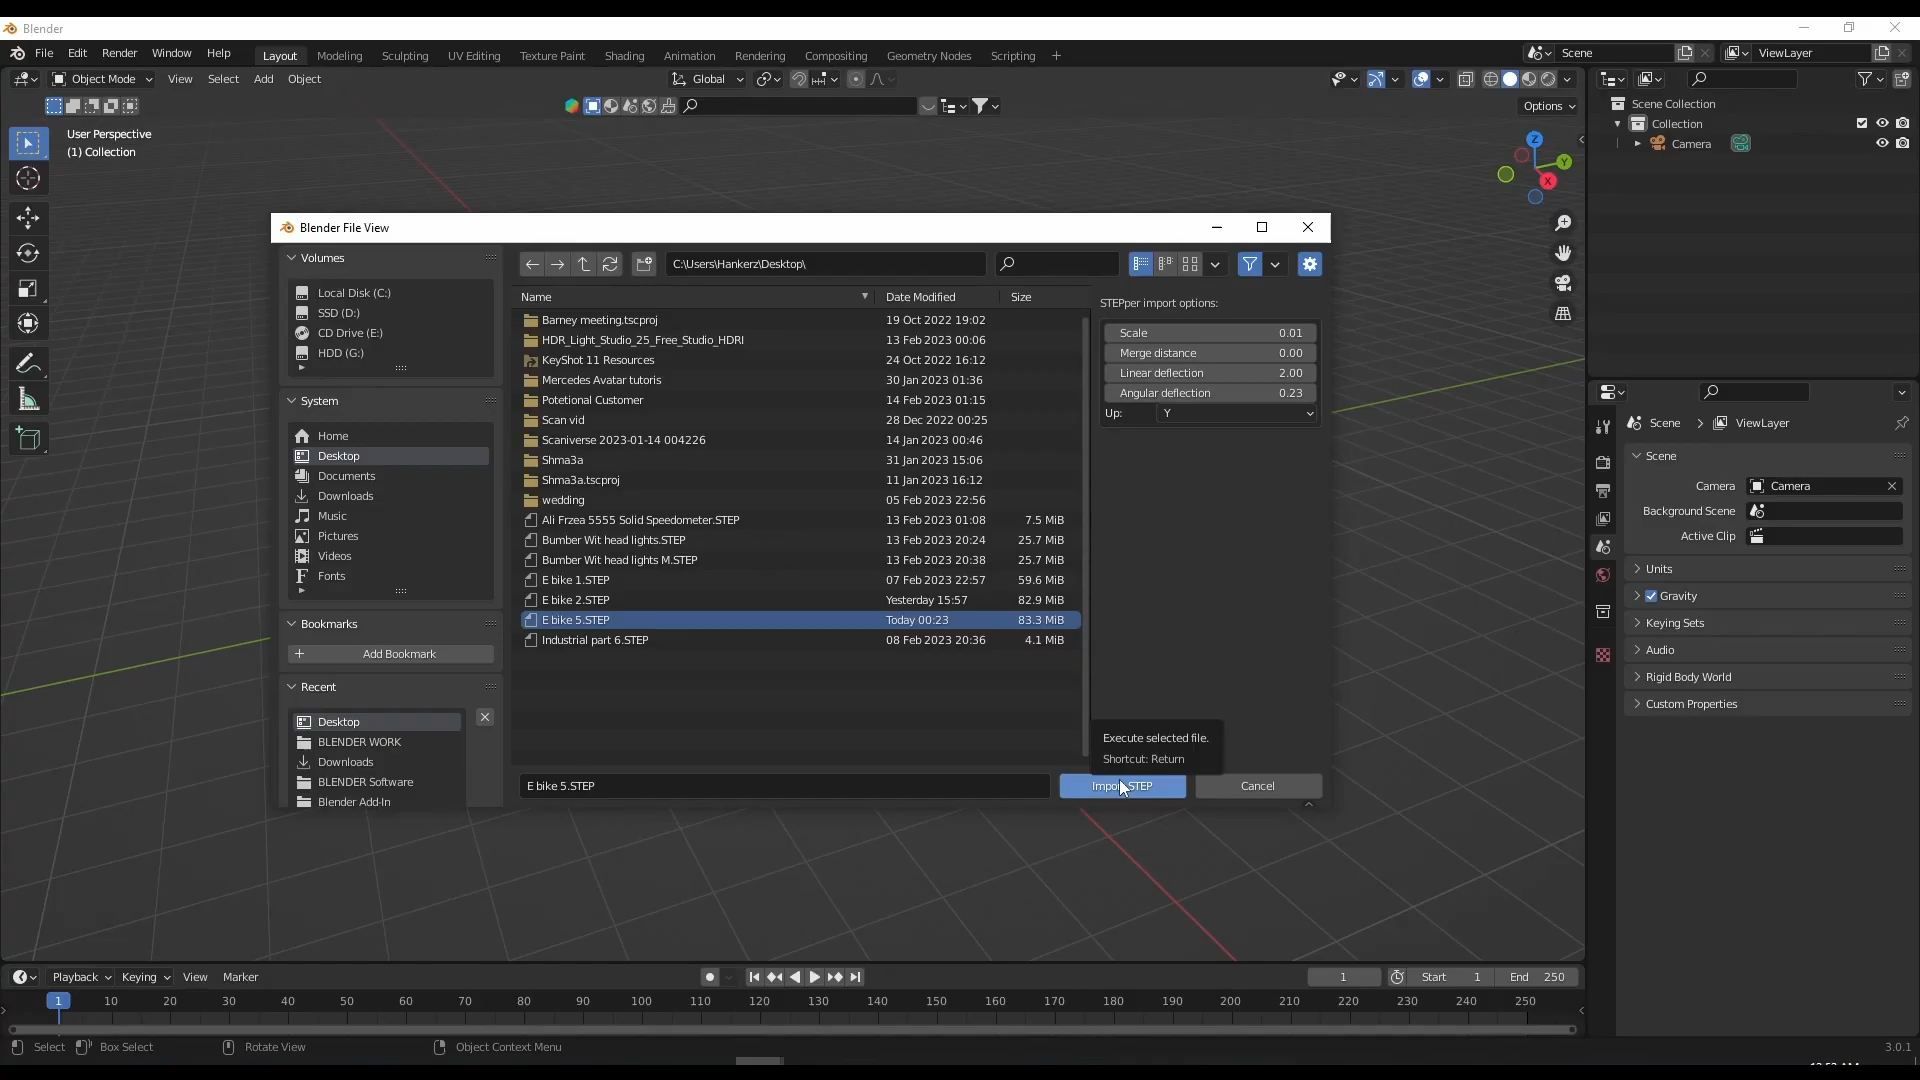 Blender
File Edit Render Window Help Layout Modeling Sculpting UV Editing Texture Paint Shading Animation Rendering Compositing Geometry Nodes Scripting + Scene ViewLayer
Object Mode View Select Add Object Global
Options
User Perspective
(1) Collection
Z
Y
X
Scene Collection
Collection
Camera
Blender File View
Volumes
Local Disk (C:)
SSD (D:)
CD Drive (E:)
HDD (G:)
System
Home
Desktop
Documents
Downloads
Music
Pictures
Videos
Fonts
Bookmarks
+ Add Bookmark
Recent
Desktop
BLENDER WORK
Downloads
BLENDER Software
Blender Add-In
C:\Users\Hankerz\Desktop\
Name Date Modified Size
Barney meeting.tscproj 19 Oct 2022 19:02
HDR_Light_Studio_25_Free_Studio_HDRI 13 Feb 2023 00:06
KeyShot 11 Resources 24 Oct 2022 16:12
Mercedes Avatar tutoris 30 Jan 2023 01:36
Potetional Customer 14 Feb 2023 01:15
Scan vid 28 Dec 2022 00:25
Scaniverse 2023-01-14 004226 14 Jan 2023 00:46
Shma3a 31 Jan 2023 15:06
Shma3a.tscproj 11 Jan 2023 16:12
wedding 05 Feb 2023 22:56
Ali Frzea 5555 Solid Speedometer.STEP 13 Feb 2023 01:08 7.5 MiB
Bumber Wit head lights.STEP 13 Feb 2023 20:24 25.7 MiB
Bumber Wit head lights M.STEP 13 Feb 2023 20:38 25.7 MiB
E bike 1.STEP 07 Feb 2023 22:57 59.6 MiB
E bike 2.STEP Yesterday 15:57 82.9 MiB
E bike 5.STEP Today 00:23 83.3 MiB
Industrial part 6.STEP 08 Feb 2023 20:36 4.1 MiB
STEPper import options:
Scale 0.01
Merge distance 0.00
Linear deflection 2.00
Angular deflection 0.23
Up: Y
Execute selected file.
Shortcut: Return
E bike 5.STEP
Import STEP Cancel
Scene > ViewLayer
Scene
Camera Camera
Background Scene
Active Clip
Units
Gravity
Keying Sets
Audio
Rigid Body World
Custom Properties
Playback Keying View Marker 1 Start 1 End 250
1 10 20 30 40 50 60 70 80 90 100 110 120 130 140 150 160 170 180 190 200 210 220 230 240 250
Select Box Select Rotate View Object Context Menu 3.0.1